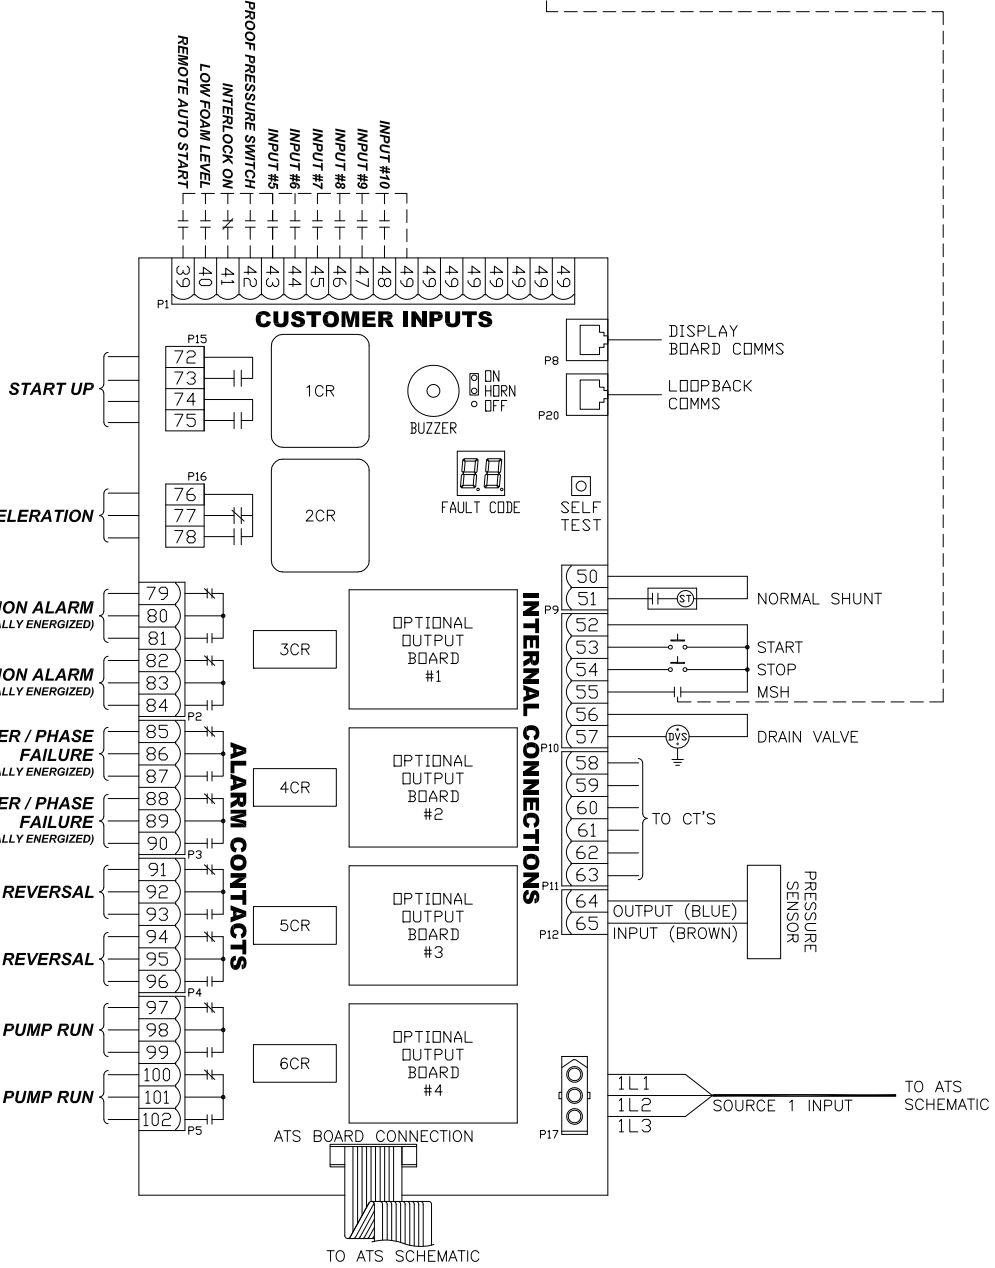 REMOTE AUTO START
LOW FOAM LEVEL
INTERLOCK ON
PROOF PRESSURE SWITCH
INPUT #5
INPUT #6
INPUT #7
INPUT #8
INPUT #9
INPUT #10
39 40 41 42 43 44 45 46 47 48 49 49 49 49 49 49 49 49
P1
CUSTOMER INPUTS
P15
START UP
72
73
74
75
1CR
BUZZER
ON
HORN
OFF
P8
DISPLAY
BOARD COMMS
P20
LOOPBACK
COMMS
P16
ELERATION
76
77
78
2CR
FAULT CODE
SELF
TEST
ION ALARM
ALLY ENERGIZED)
79
80
81
ION ALARM
ALLY ENERGIZED)
82
83
84
P2
3CR
OPTIONAL
OUTPUT
BOARD
#1
ER / PHASE
FAILURE
ALLY ENERGIZED)
85
86
87
ER / PHASE
FAILURE
ALLY ENERGIZED)
88
89
90
P3
4CR
OPTIONAL
OUTPUT
BOARD
#2
ALARM CONTACTS
REVERSAL
91
92
93
REVERSAL
94
95
96
P4
5CR
OPTIONAL
OUTPUT
BOARD
#3
PUMP RUN
97
98
99
PUMP RUN
100
101
102
P5
6CR
OPTIONAL
OUTPUT
BOARD
#4
INTERNAL CONNECTIONS
50
51
P9
ST
NORMAL SHUNT
52
53
START
54
STOP
55
MSH
56
57
P10
DVS
DRAIN VALVE
58
59
60
61
62
63
P11
TO CT'S
64
65
P12
OUTPUT (BLUE)
INPUT (BROWN)
PRESSURE
SENSOR
P17
1L1
1L2
1L3
SOURCE 1 INPUT
TO ATS
SCHEMATIC
ATS BOARD CONNECTION
TO ATS SCHEMATIC